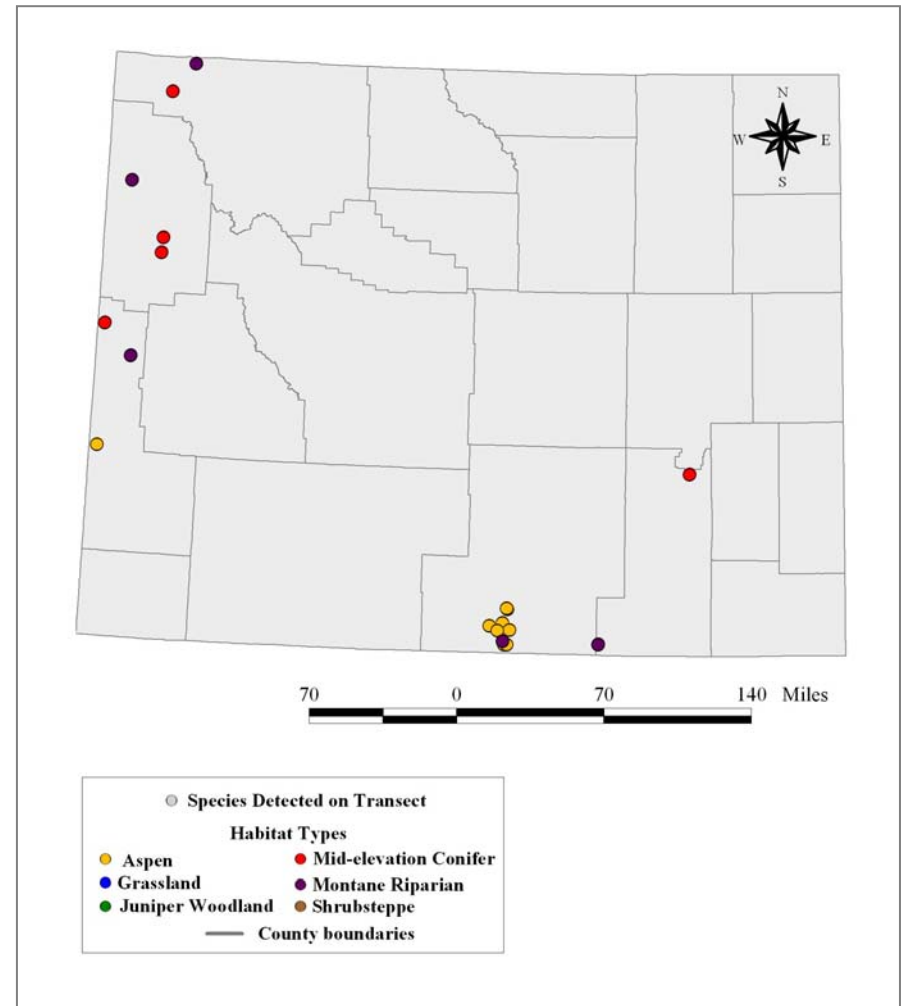 N
W E
S
70 0 70 140 Miles
Species Detected on Transect
Habitat Types
Aspen Mid-elevation Conifer
Grassland Montane Riparian
Juniper Woodland Shrubsteppe
County boundaries